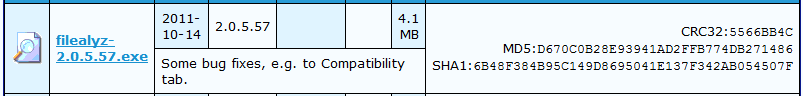 filealyz-
2.0.5.57.exe
2011-
10-14
2.0.5.57
4.1
MB
Some bug fixes, e.g. to Compatibility
tab.
CRC32:5566BB4C
MD5:D670C0B28E93941AD2FFB774DB271486
SHA1:6B48F384B95C149D8695041E137F342AB054507F